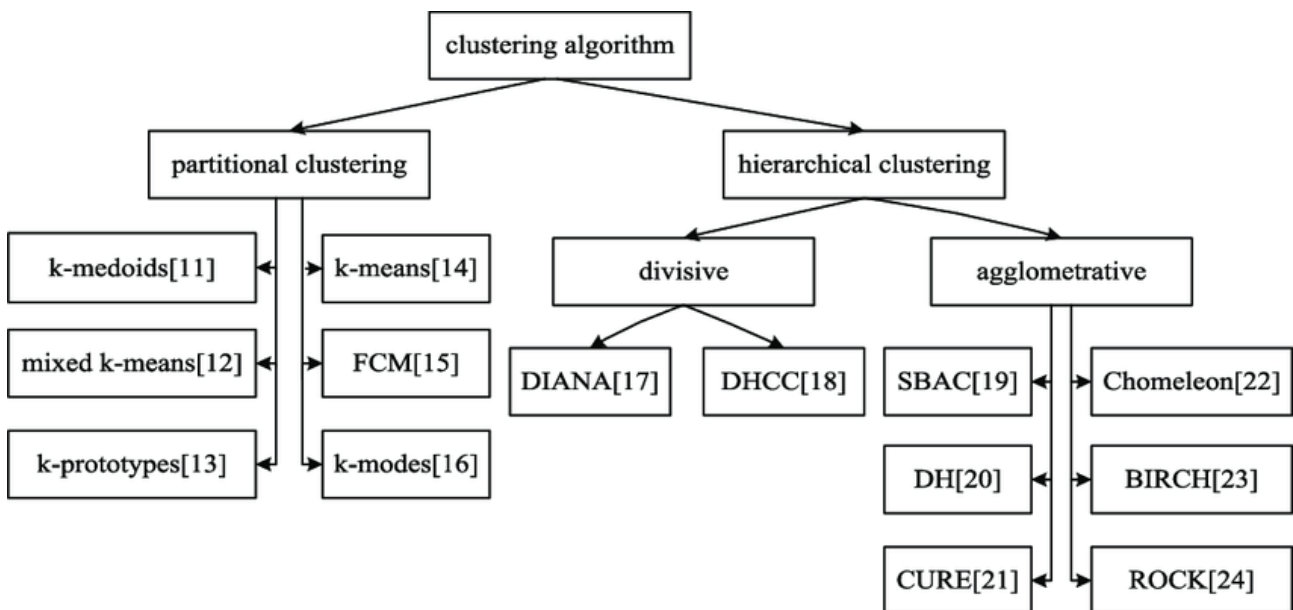 clustering algorithm
partitional clustering
hierarchical clustering
k-medoids[11]
k-means[14]
divisive
agglometrative
mixed k-means[12]
FCM[15]
DIANA[17]
DHCC[18]
SBAC[19]
Chomeleon[22]
k-prototypes[13]
k-modes[16]
DH[20]
BIRCH[23]
CURE[21]
ROCK[24]